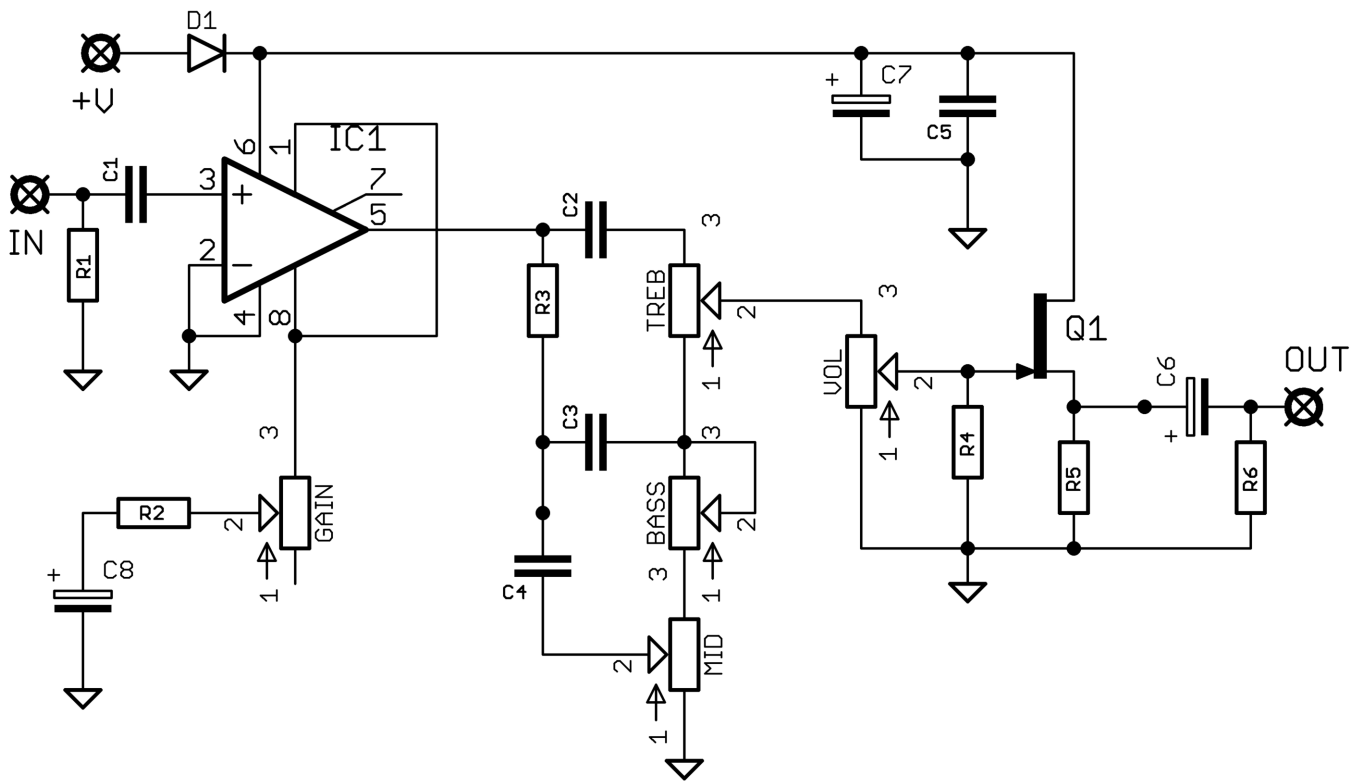 D1
+V
C7
C5
IC1
6
1
C1
3
+
7
2
-
5
IN
R1
4
8
C2
3
R3
TREB
2
1
3
VOL
2
1
Q1
OUT
C6
+
R4
R5
R6
C3
3
BASS
2
1
3
GAIN
2
1
R2
+
C8
C4
3
MID
2
1
+